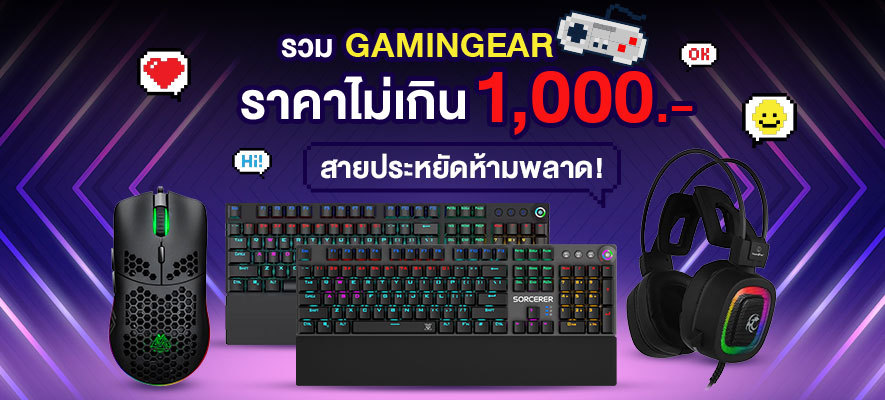 รวม GAMINGEAR
OK
ราคาไม่เกิน 1,000.-
Hi!
สายประหยัดห้ามพลาด!
SORCERER